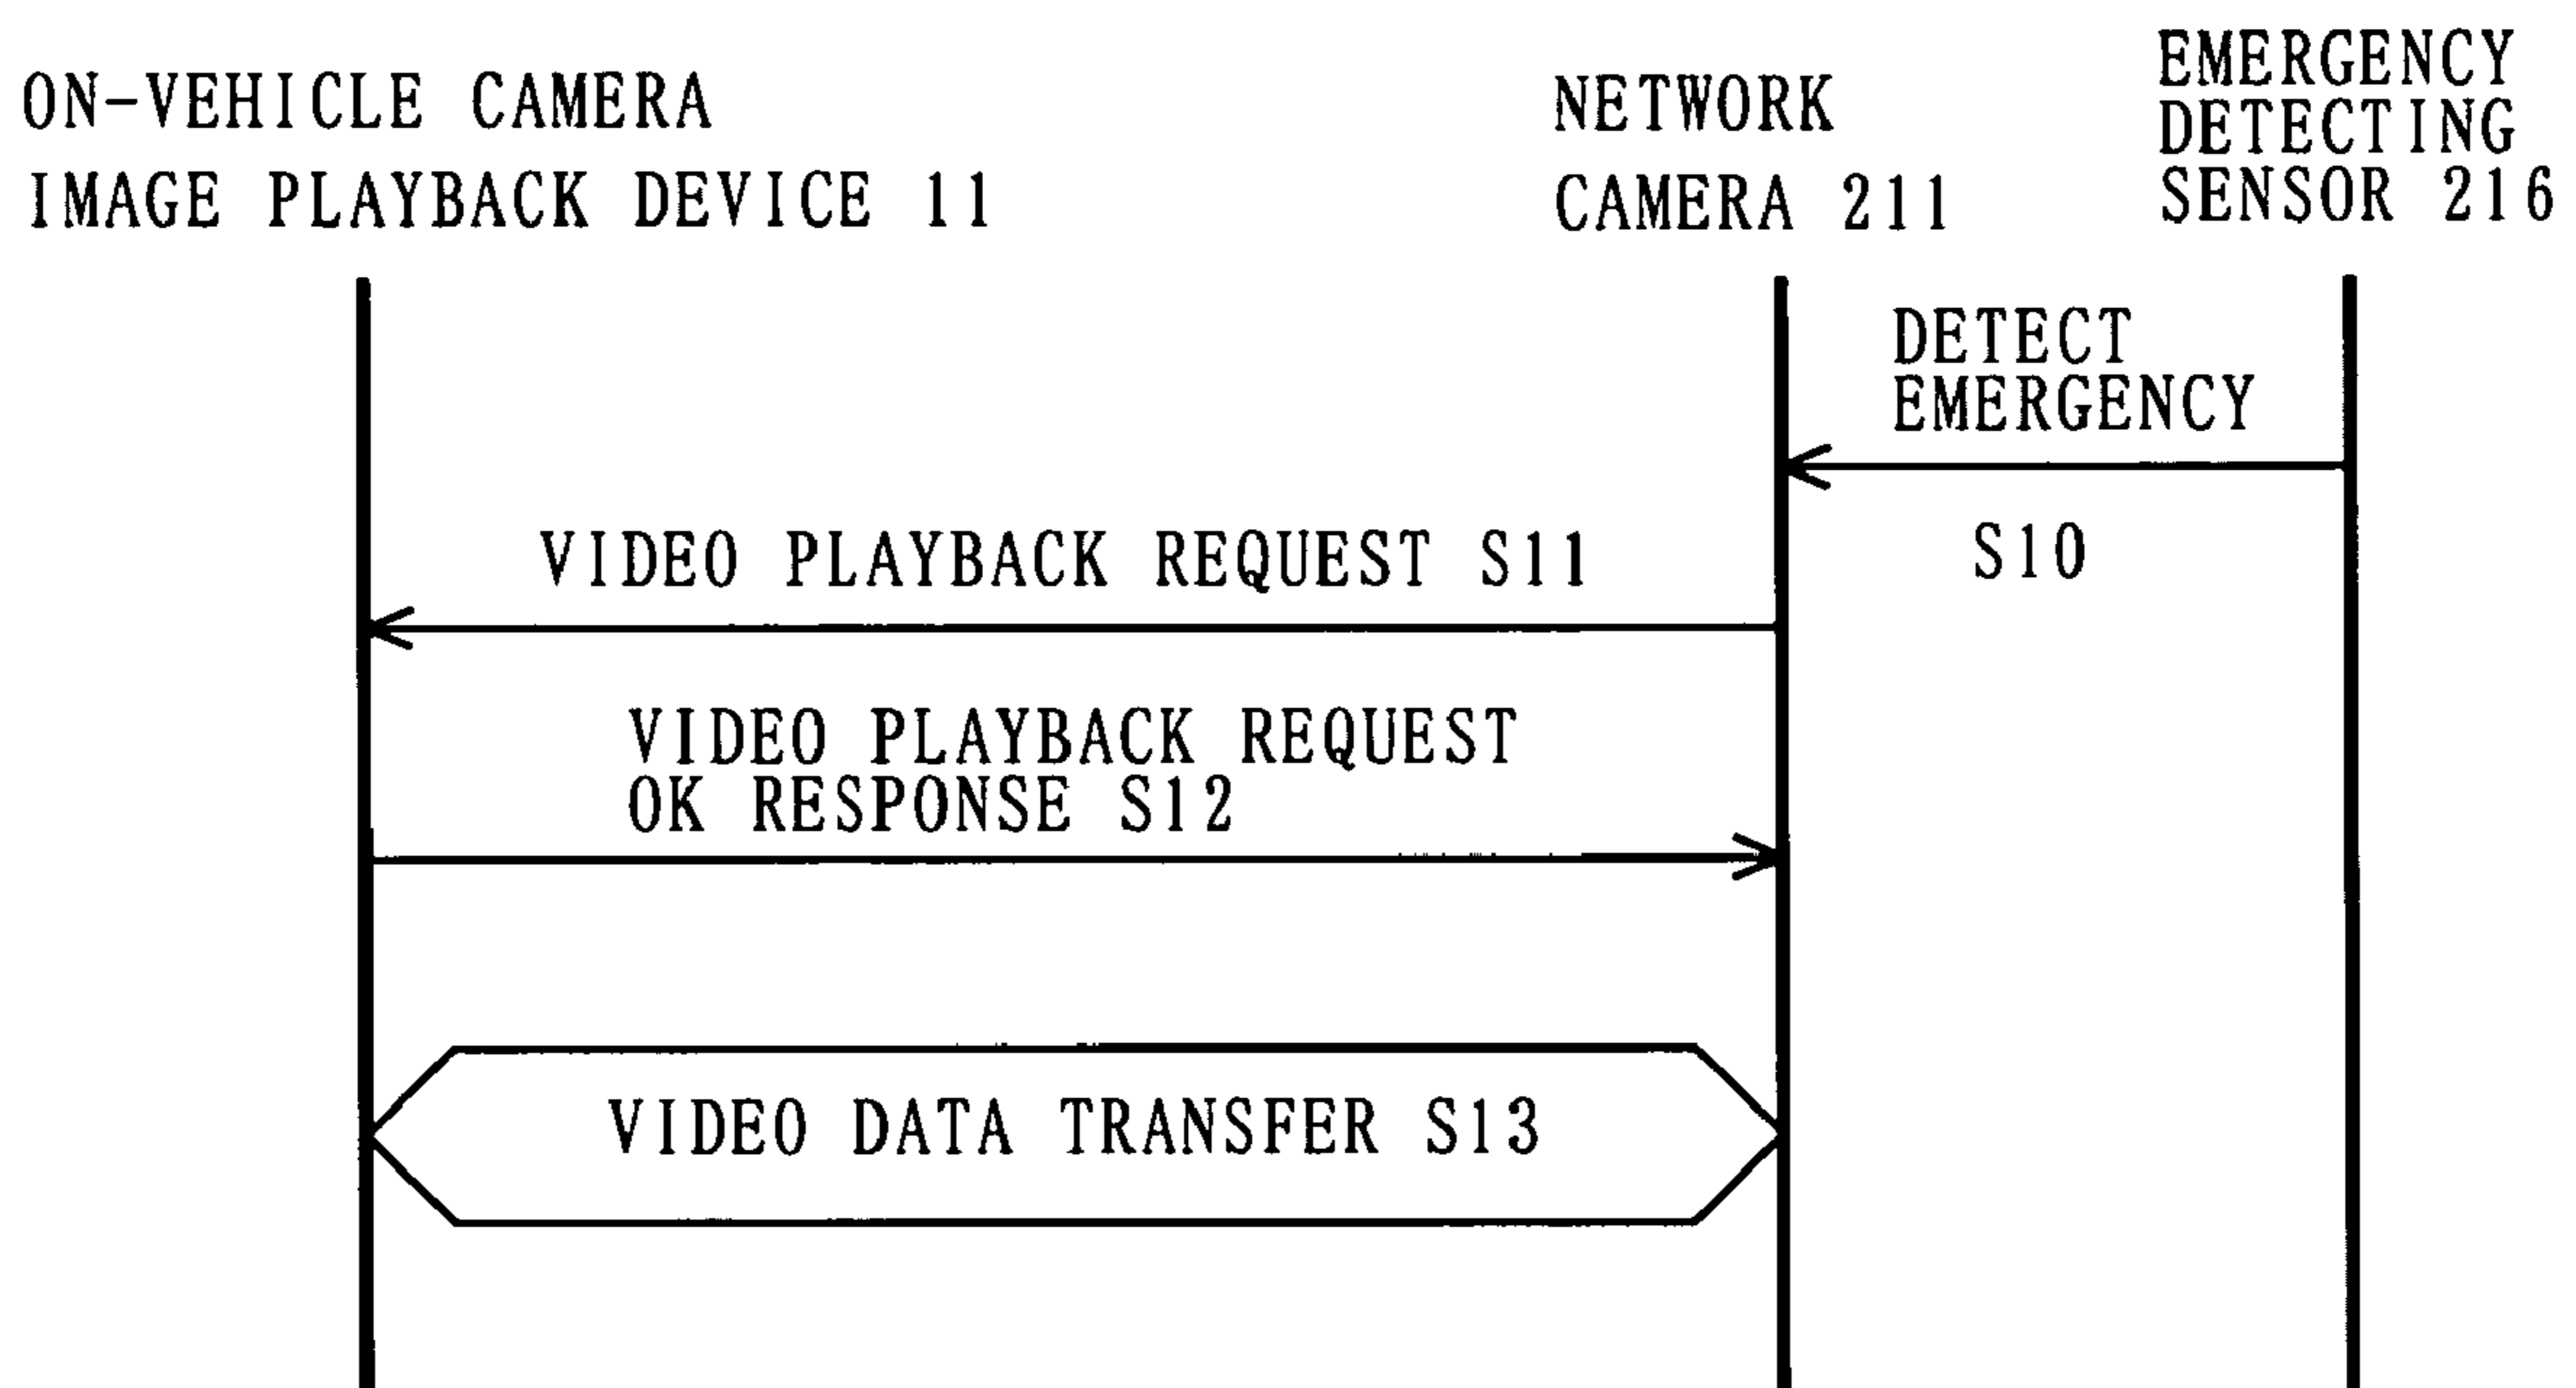 ON-VEHICLE CAMERA
IMAGE PLAYBACK DEVICE 11
NETWORK
CAMERA 211
EMERGENCY
DETECTING
SENSOR 216
DETECT
EMERGENCY
S10
VIDEO PLAYBACK REQUEST S11
VIDEO PLAYBACK REQUEST
OK RESPONSE S12
VIDEO DATA TRANSFER S13